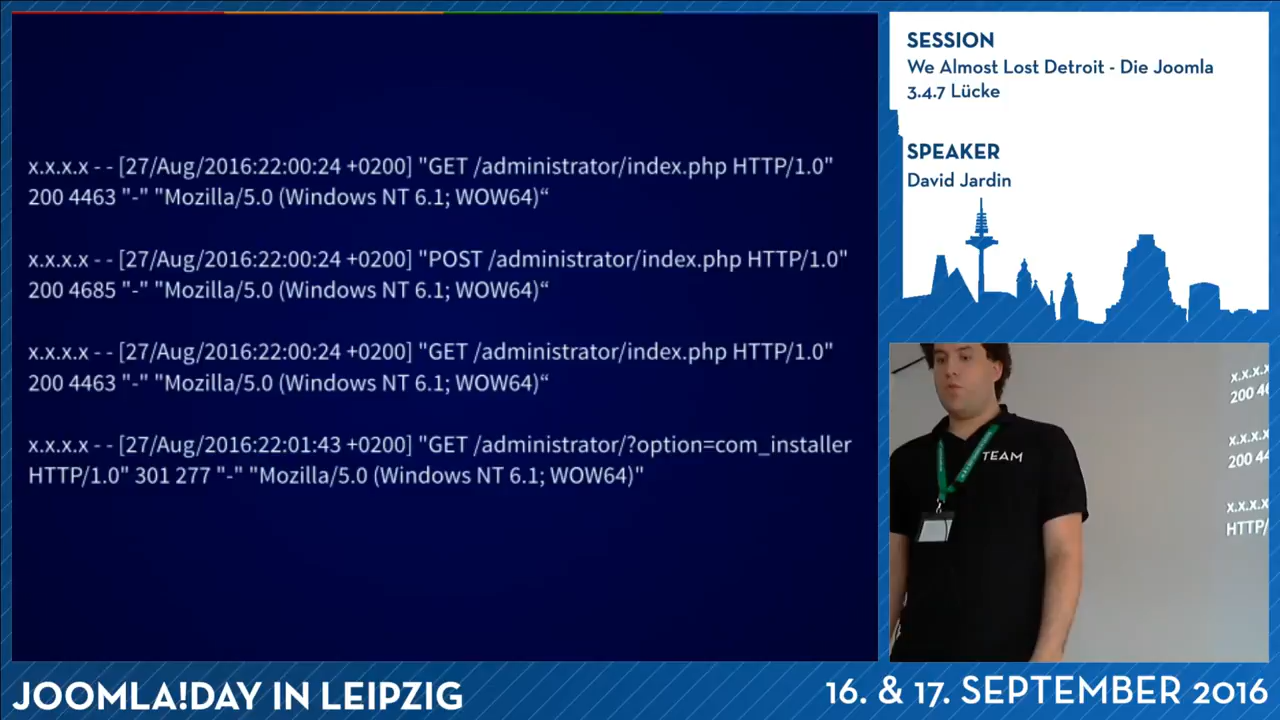 x.x.x.x - - [27/Aug/2016:22:00:24 +0200] "GET /administrator/index.php HTTP/1.0"
200 4463 "-" "Mozilla/5.0 (Windows NT 6.1; WOW64)“
x.x.x.x - - [27/Aug/2016:22:00:24 +0200] "POST /administrator/index.php HTTP/1.0"
200 4685 "-" "Mozilla/5.0 (Windows NT 6.1; WOW64)“
x.x.x.x - - [27/Aug/2016:22:00:24 +0200] "GET /administrator/index.php HTTP/1.0"
200 4463 "-" "Mozilla/5.0 (Windows NT 6.1; WOW64)“
x.x.x.x - - [27/Aug/2016:22:01:43 +0200] "GET /administrator/?option=com_installer
HTTP/1.0" 301 277 "-" "Mozilla/5.0 (Windows NT 6.1; WOW64)"
SESSION
We Almost Lost Detroit - Die Joomla
3.4.7 Lücke
SPEAKER
David Jardin
TEAM
x.x.x.x
200 4
x.x.x.x
200 44
x.x.x.x
HTTP/
JOOMLA!DAY IN LEIPZIG
16. & 17. SEPTEMBER 2016